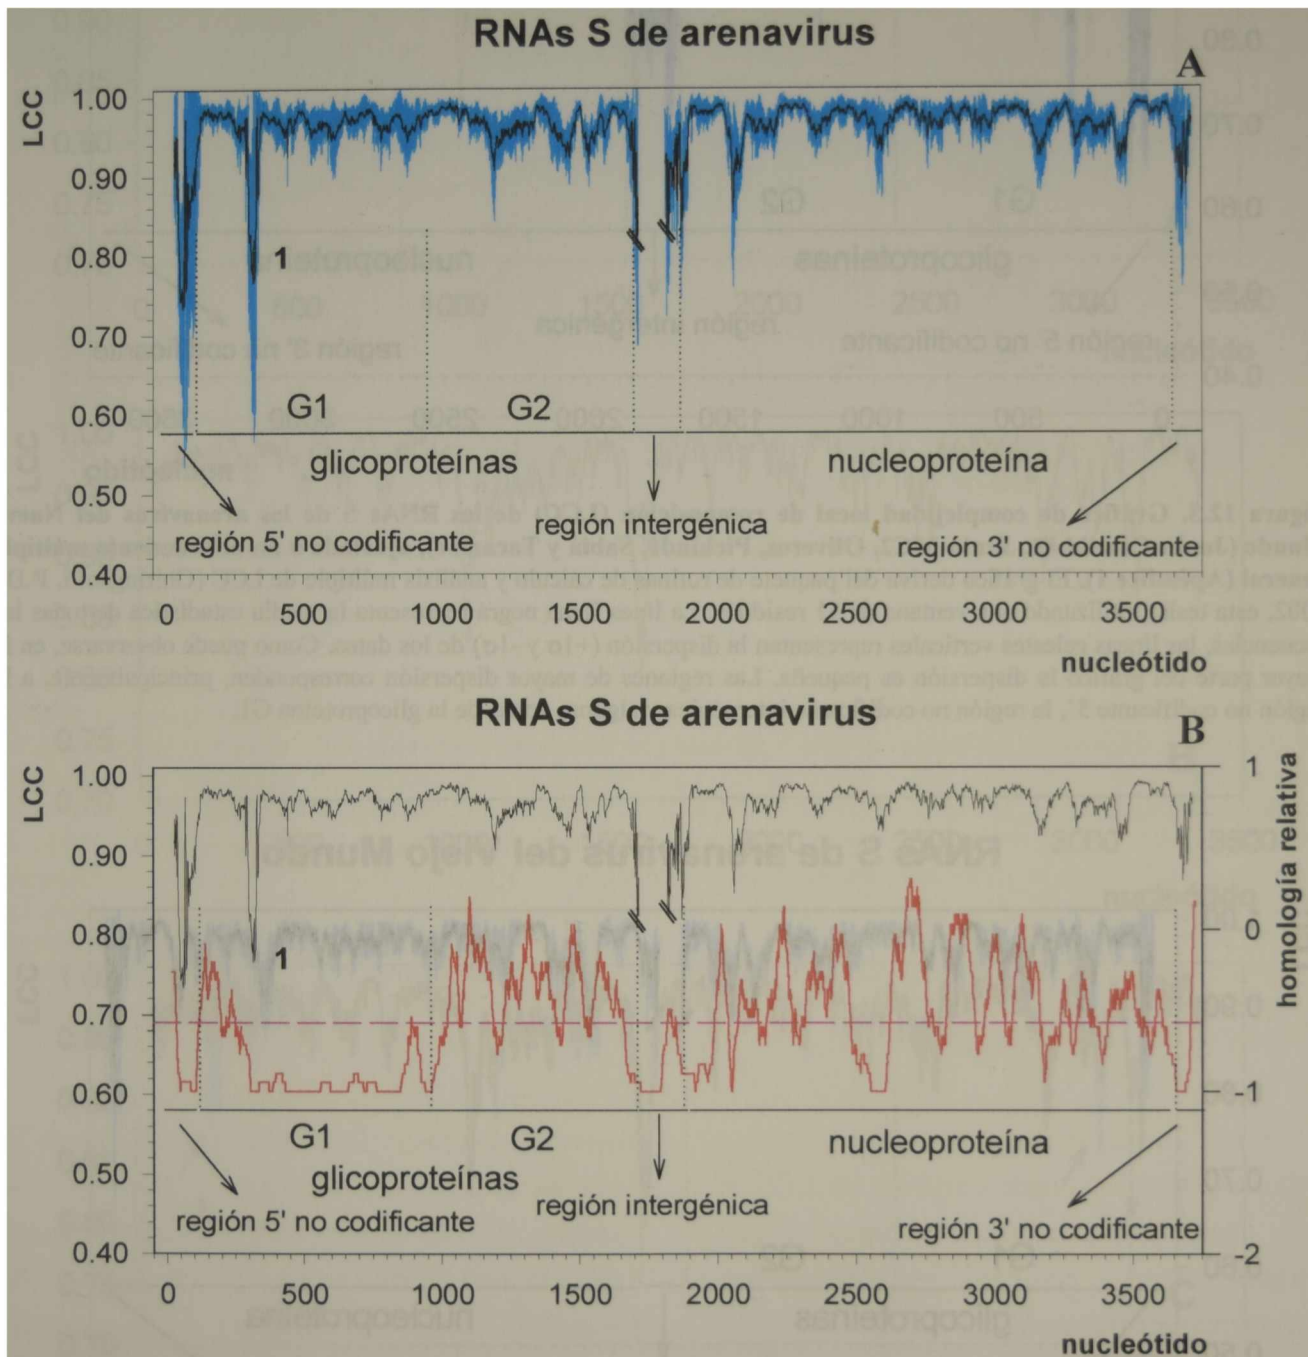 RNAs S de arenavirus
A
LCC
1.00
0.90
0.80
0.70
0.60
0.50
0.40
1
G1
G2
glicoproteínas
nucleoproteína
región 5' no codificante
región intergénica
región 3' no codificante
0 500 1000 1500 2000 2500 3000 3500
nucleótido
RNAs S de arenavirus
B
LCC
1.00
0.90
0.80
0.70
0.60
0.50
0.40
1
0
-1
-2
homología relativa
1
G1
G2
glicoproteínas
nucleoproteína
región 5' no codificante
región intergénica
región 3' no codificante
0 500 1000 1500 2000 2500 3000 3500
nucleótido